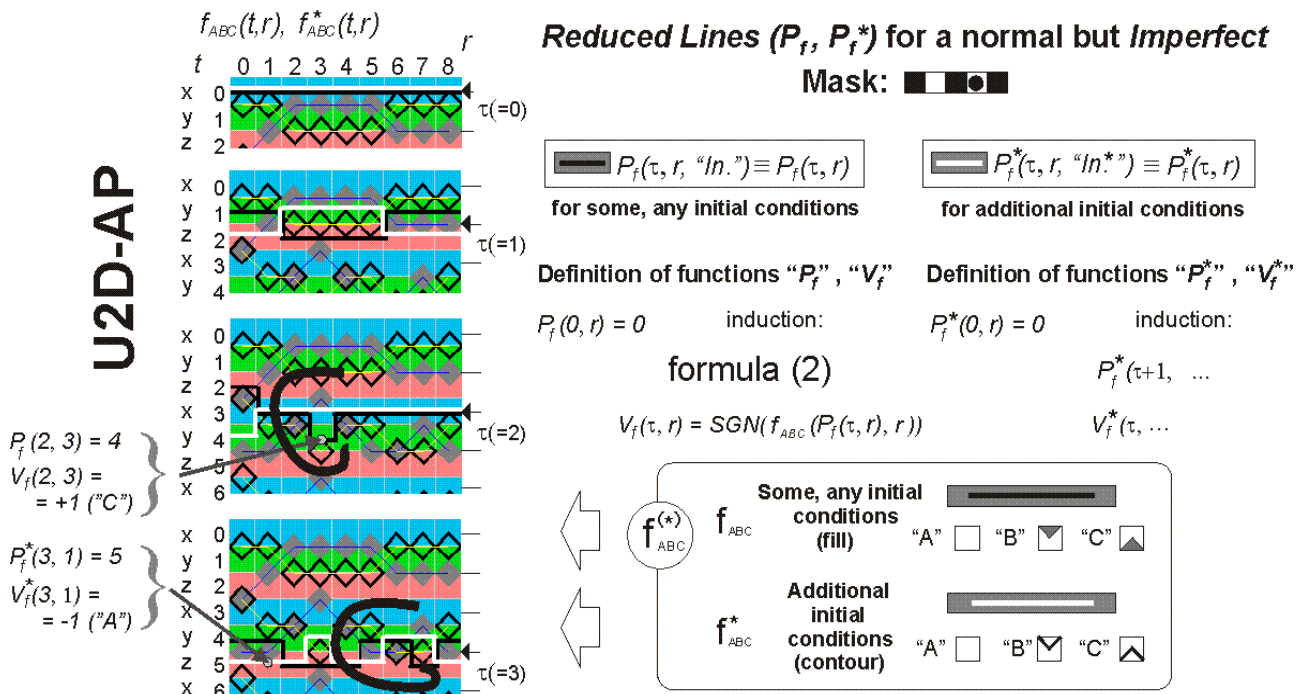 f_ABC(t,r), f*_ABC(t,r)
r
t 0 1 2 3 4 5 6 7 8
Reduced Lines (P_f, P_f*) for a normal but Imperfect
Mask:
U2D-AP
x 0
y 1
z 2
τ(=0)
x 0
y 1
z 2
x 3
y 4
τ(=1)
x 0
y 1
z 2
x 3
y 4
z 5
x 6
τ(=2)
x 0
y 1
z 2
x 3
y 4
z 5
x 6
τ(=3)
P_f(2, 3) = 4
V_f(2, 3) =
= +1 ("C")
P*_f(3, 1) = 5
V*_f(3, 1) =
= -1 ("A")
P_f(τ, r, "In.") ≡ P_f(τ, r)
for some, any initial conditions
P*_f(τ, r, "In*.") ≡ P*_f(τ, r)
for additional initial conditions
Definition of functions "P_f" , "V_f"
Definition of functions "P*_f" , "V*_f"
P_f(0, r) = 0 induction:
P_f*(0, r) = 0 induction:
formula (2)
P_f*(τ+1, ...
V_f(τ, r) = SGN(f_ABC(P_f(τ, r), r))
V_f*(τ, ...
f_ABC^(*)
f_ABC
Some, any initial
conditions
(fill)
"A" "B" "C"
f*_ABC
Additional
initial
conditions
(contour)
"A" "B" "C"